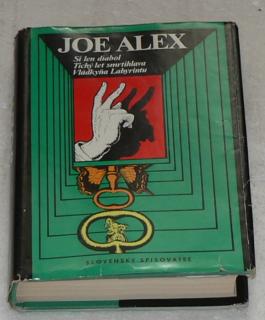 JOE ALEX
Si len diabol
Tichý let smrtihlava
Vládkyňa Labyrintu
SLOVENSKÝ SPISOVATEĽ